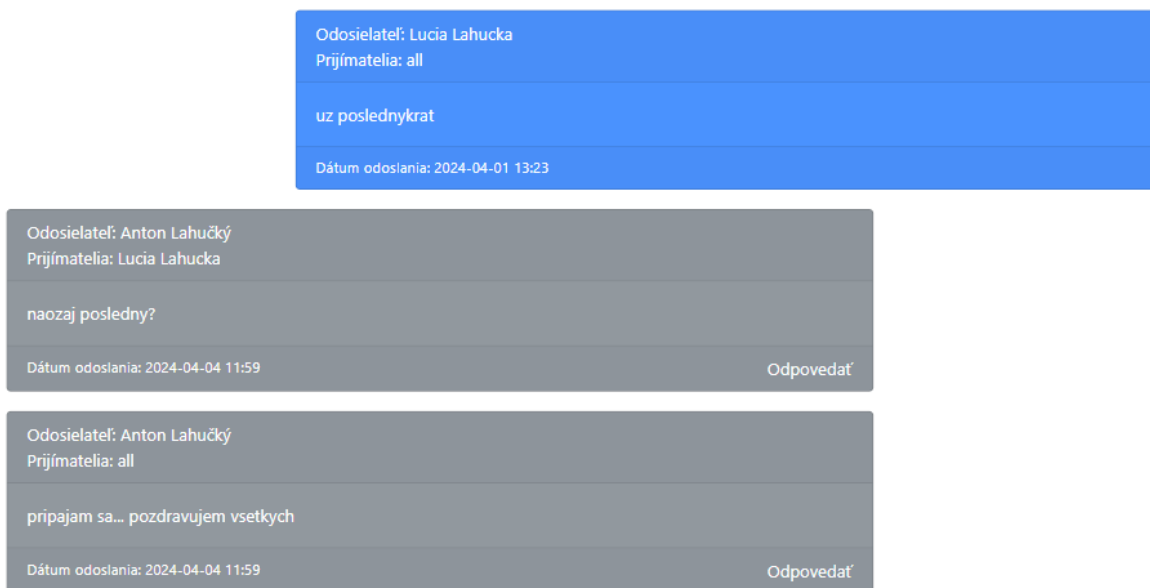 Odosielateľ: Lucia Lahucka
Prijímatelia: all
uz poslednykrat
Dátum odoslania: 2024-04-01 13:23
Odosielateľ: Anton Lahučký
Prijímatelia: Lucia Lahucka
naozaj posledny?
Dátum odoslania: 2024-04-04 11:59 Odpovedať
Odosielateľ: Anton Lahučký
Prijímatelia: all
pripajam sa... pozdravujem vsetkych
Dátum odoslania: 2024-04-04 11:59 Odpovedať